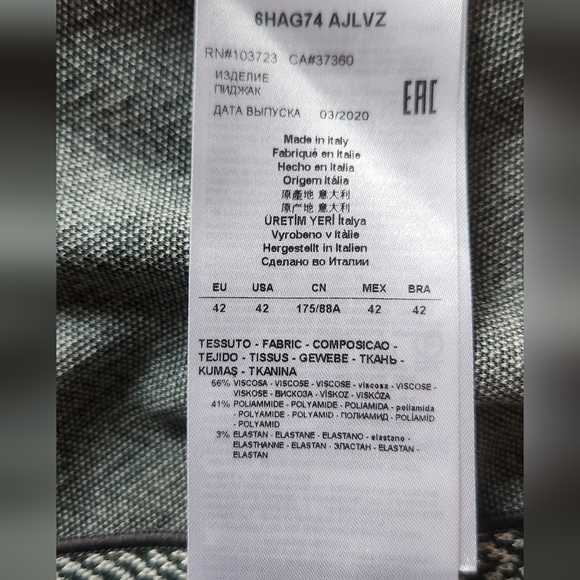 6HAG74 AJLVZ
RN#103723 CA#37360
ИЗДЕЛИЕ
ПИДЖАК
ДАТА ВЫПУСКА 03/2020
EAC
Made in Italy
Fabriqué en Italie
Hecho en Italia
Origem Itália
原產地 意大利
原产地 意大利
ÜRETİM YERİ İtalya
Vyrobeno v Itálie
Hergestellt in Italien
Сделано во Италии
EU USA CN MEX BRA
42 42 175/88A 42 42
TESSUTO - FABRIC - COMPOSICAO -
TEJIDO - TISSUS - GEWEBE - ТКАНЬ -
KUMAŞ - TKANINA
56% VISCOSA - VISCOSE - VISCOSE - viscosa - VISCOSE -
VISKOSE - ВИСКОЗА - VİSKOZ - VISKÓZA
41% POLIAMMIDE - POLYAMIDE - POLIAMIDA - poliamida
- POLYAMIDE - POLYAMID - ПОЛИАМИД - POLİAMİD
- POLYAMID
3% ELASTAN - ELASTANE - ELASTANO - elastano -
ELASTHANNE - ELASTAN - ЭЛАСТАН - ELASTAN -
ELASTAN